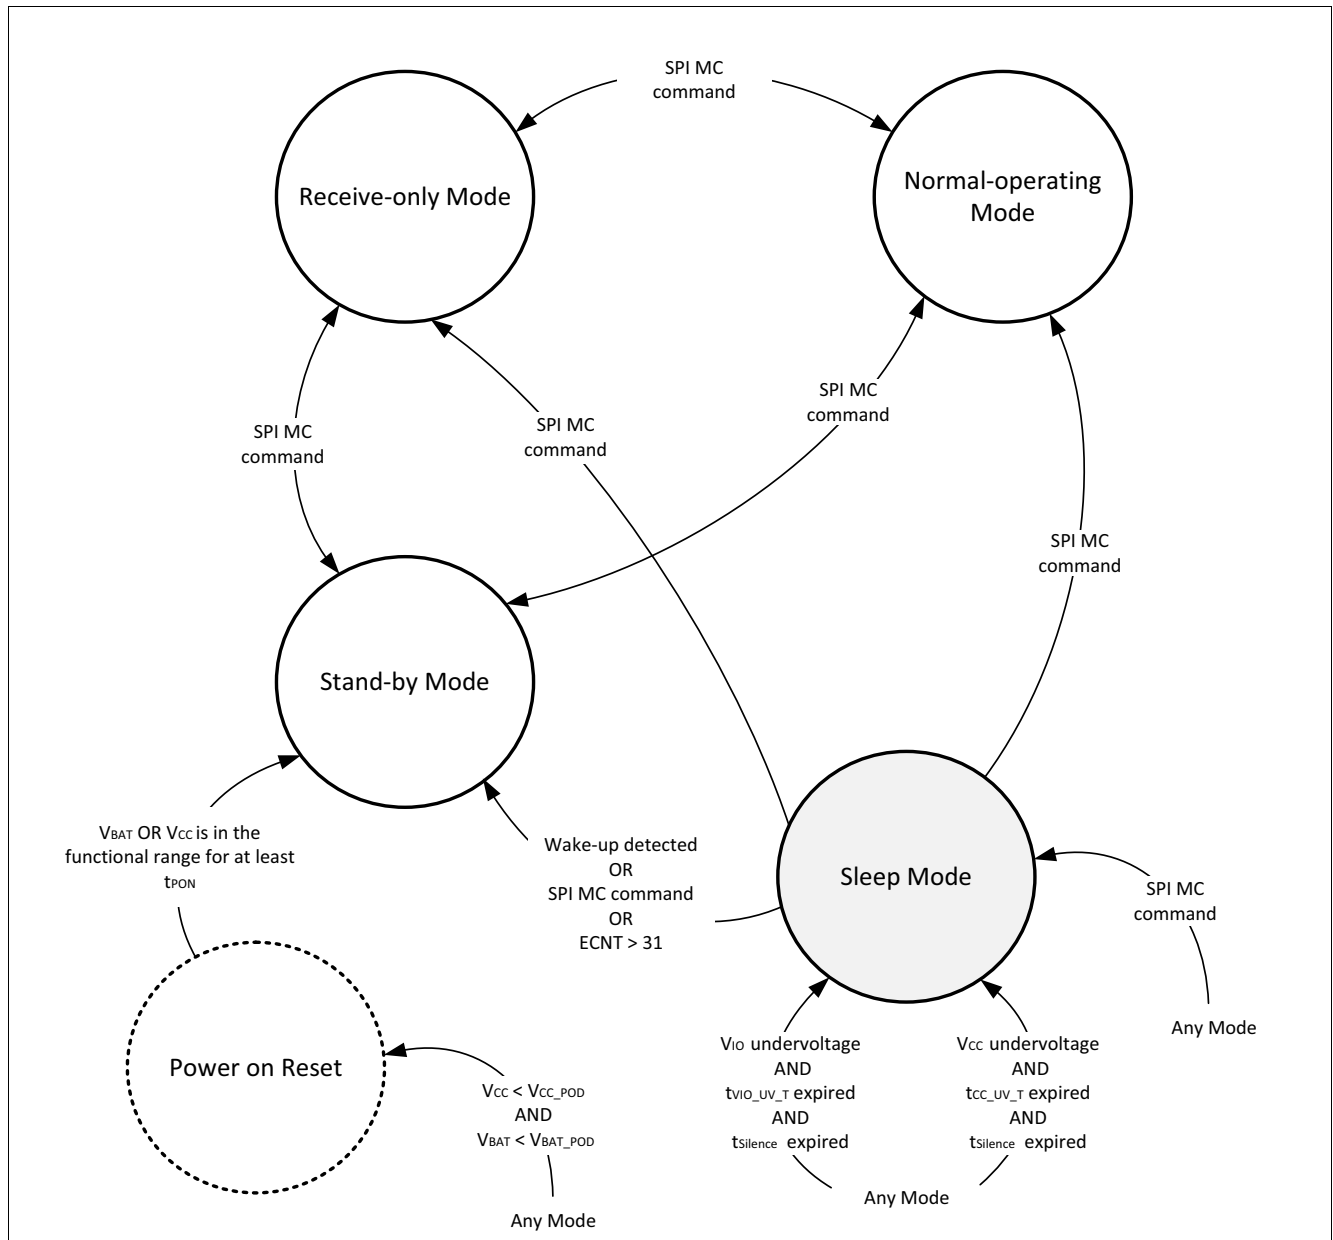 SPI MC
command
Receive-only Mode
Normal-operating
Mode
SPI MC
command
SPI MC
command
SPI MC
command
SPI MC
command
Stand-by Mode
VBAT OR VCC is in the
functional range for at least
tPON
Wake-up detected
OR
SPI MC command
OR
ECNT > 31
Sleep Mode
SPI MC
command
Any Mode
Power on Reset
VCC < VCC_POD
AND
VBAT < VBAT_POD
Any Mode
VIO undervoltage
AND
tVIO_UV_T expired
AND
tSilence expired
VCC undervoltage
AND
tCC_UV_T expired
AND
tSilence expired
Any Mode